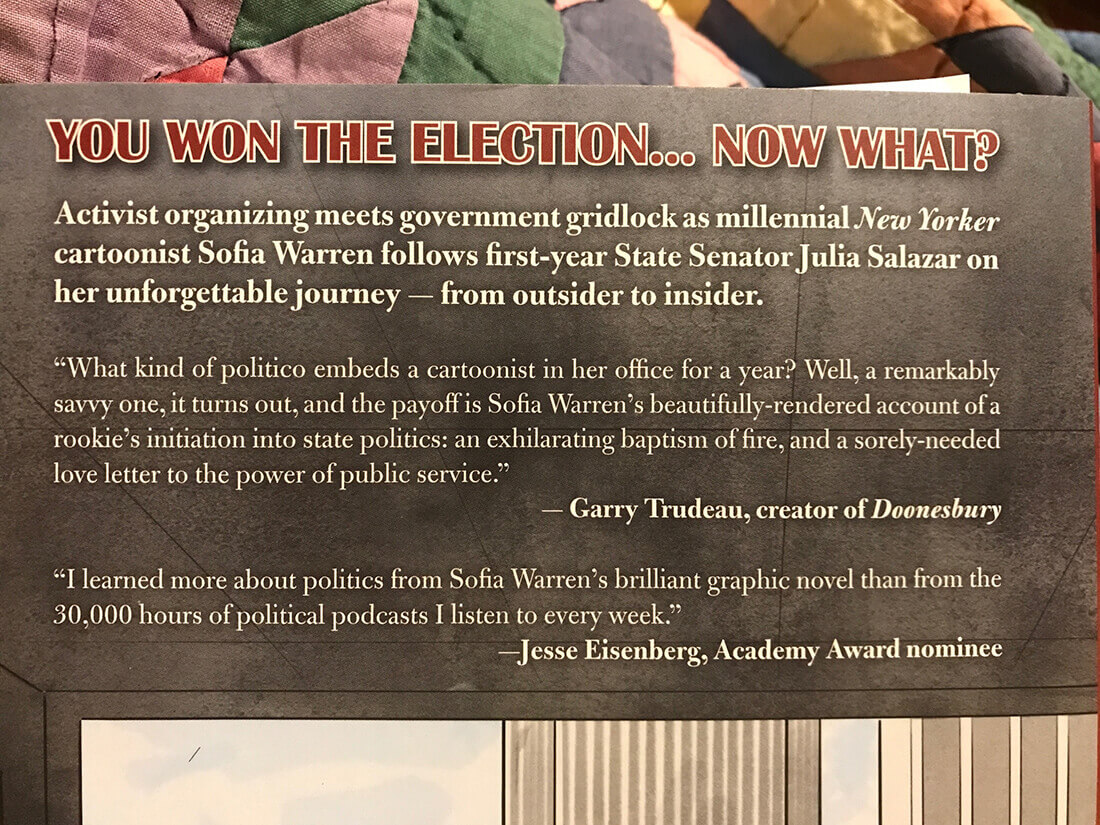 YOU WON THE ELECTION... NOW WHAT?
Activist organizing meets government gridlock as millennial New Yorker
cartoonist Sofia Warren follows first-year State Senator Julia Salazar on
her unforgettable journey — from outsider to insider.
“What kind of politico embeds a cartoonist in her office for a year? Well, a remarkably
savvy one, it turns out, and the payoff is Sofia Warren’s beautifully-rendered account of a
rookie’s initiation into state politics: an exhilarating baptism of fire, and a sorely-needed
love letter to the power of public service.”
— Garry Trudeau, creator of Doonesbury
“I learned more about politics from Sofia Warren’s brilliant graphic novel than from the
30,000 hours of political podcasts I listen to every week.”
—Jesse Eisenberg, Academy Award nominee